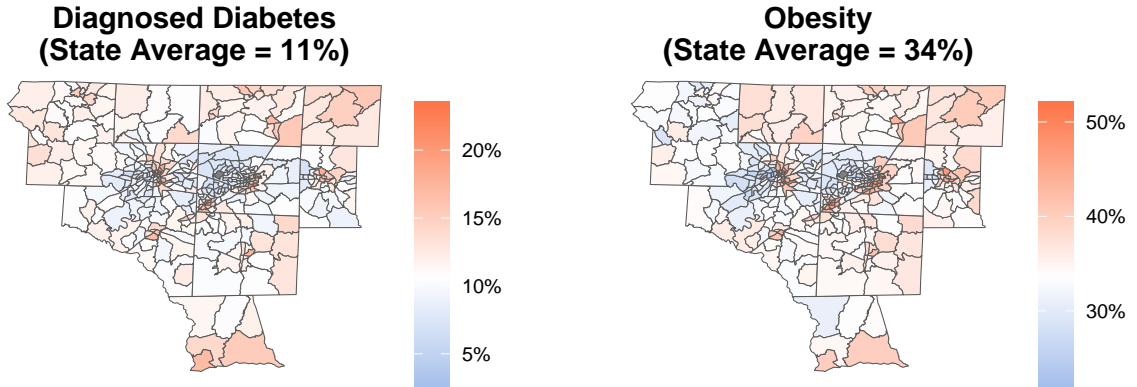 Diagnosed Diabetes
(State Average = 11%)
20%
15%
10%
5%
Obesity
(State Average = 34%)
50%
40%
30%